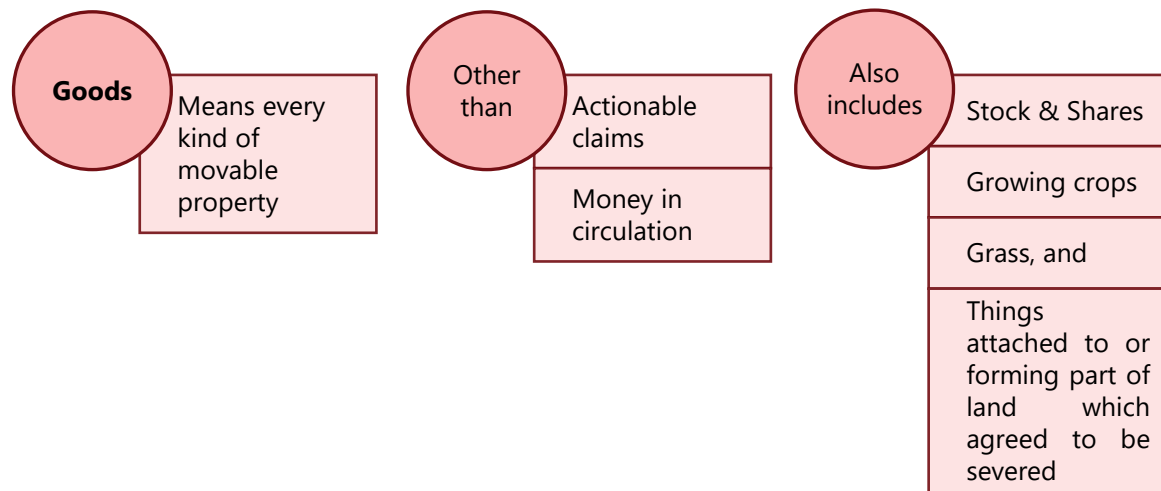 Goods
Means every
kind of
movable
property
Other
than
Actionable
claims
Money in
circulation
Also
includes
Stock & Shares
Growing crops
Grass, and
Things
attached to or
forming part of
land which
agreed to be
severed